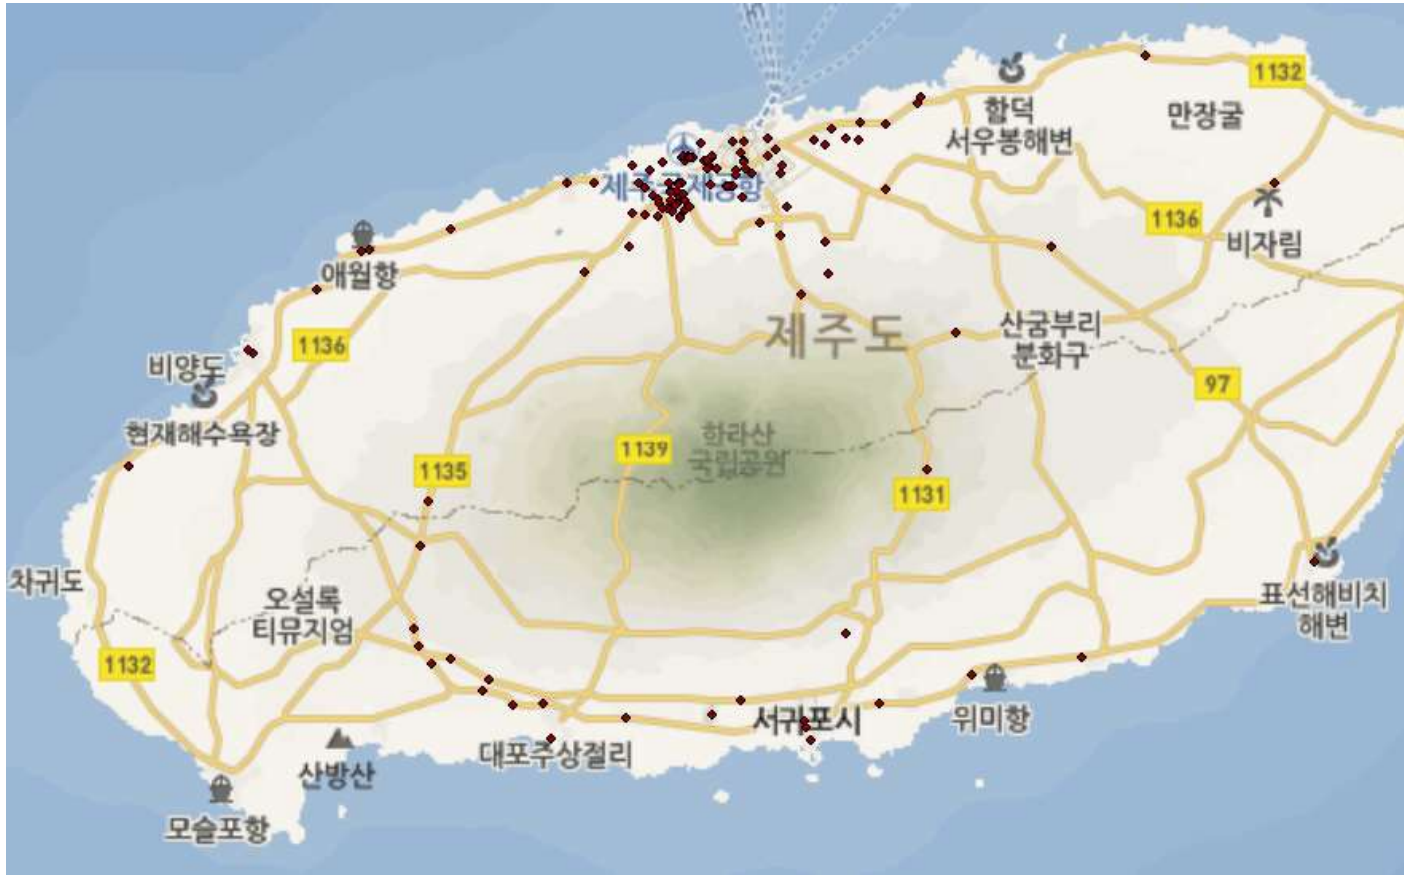 1132
함덕
서우봉해변
만장굴
제주국제공항
1136
비자림
애월항
제주도
산굼부리
분화구
1136
비양도
97
현재해수욕장
한라산
국립공원
1139
1135
1131
차귀도
오설록
티뮤지엄
표선해비치
해변
1132
서귀포시
위미항
대포주상절리
산방산
모슬포항